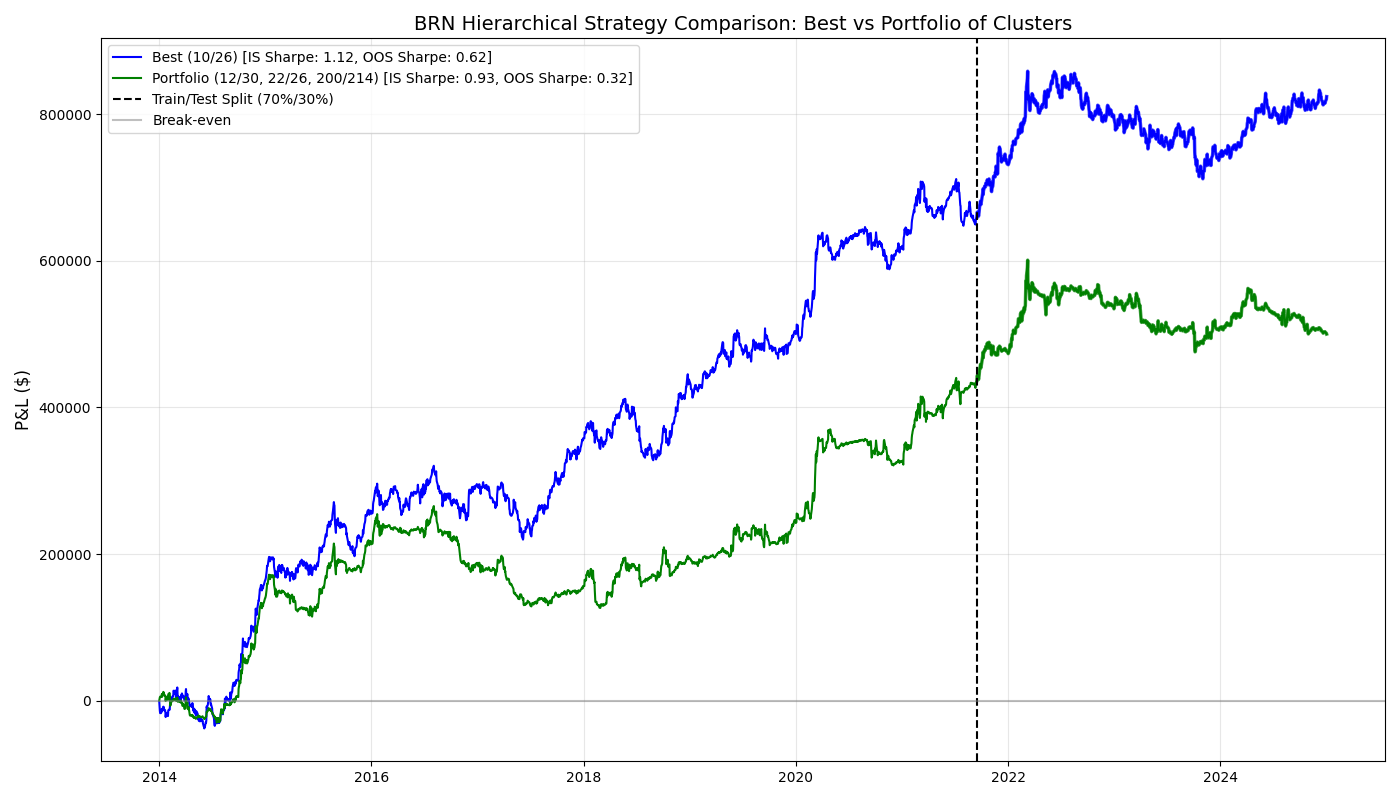 BRN Hierarchical Strategy Comparison: Best vs Portfolio of Clusters
Best (10/26) [IS Sharpe: 1.12, OOS Sharpe: 0.62]
Portfolio (12/30, 22/26, 200/214) [IS Sharpe: 0.93, OOS Sharpe: 0.32]
Train/Test Split (70%/30%)
Break-even
P&L ($)
800000
600000
400000
200000
0
2014
2016
2018
2020
2022
2024